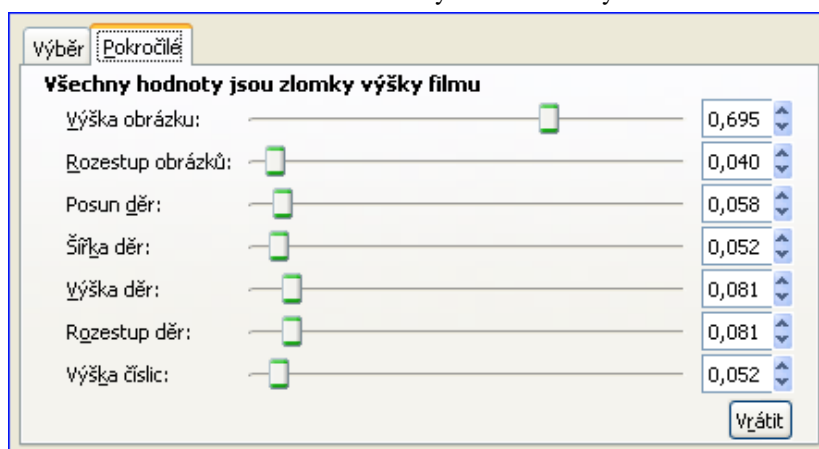 Výběr Pokročilé
Všechny hodnoty jsou zlomky výšky filmu
Výška obrázku: 0,695
Rozestup obrázků: 0,040
Posun děr: 0,058
Šířka děr: 0,052
Výška děr: 0,081
Rozestup děr: 0,081
Výška číslic: 0,052
Vrátit